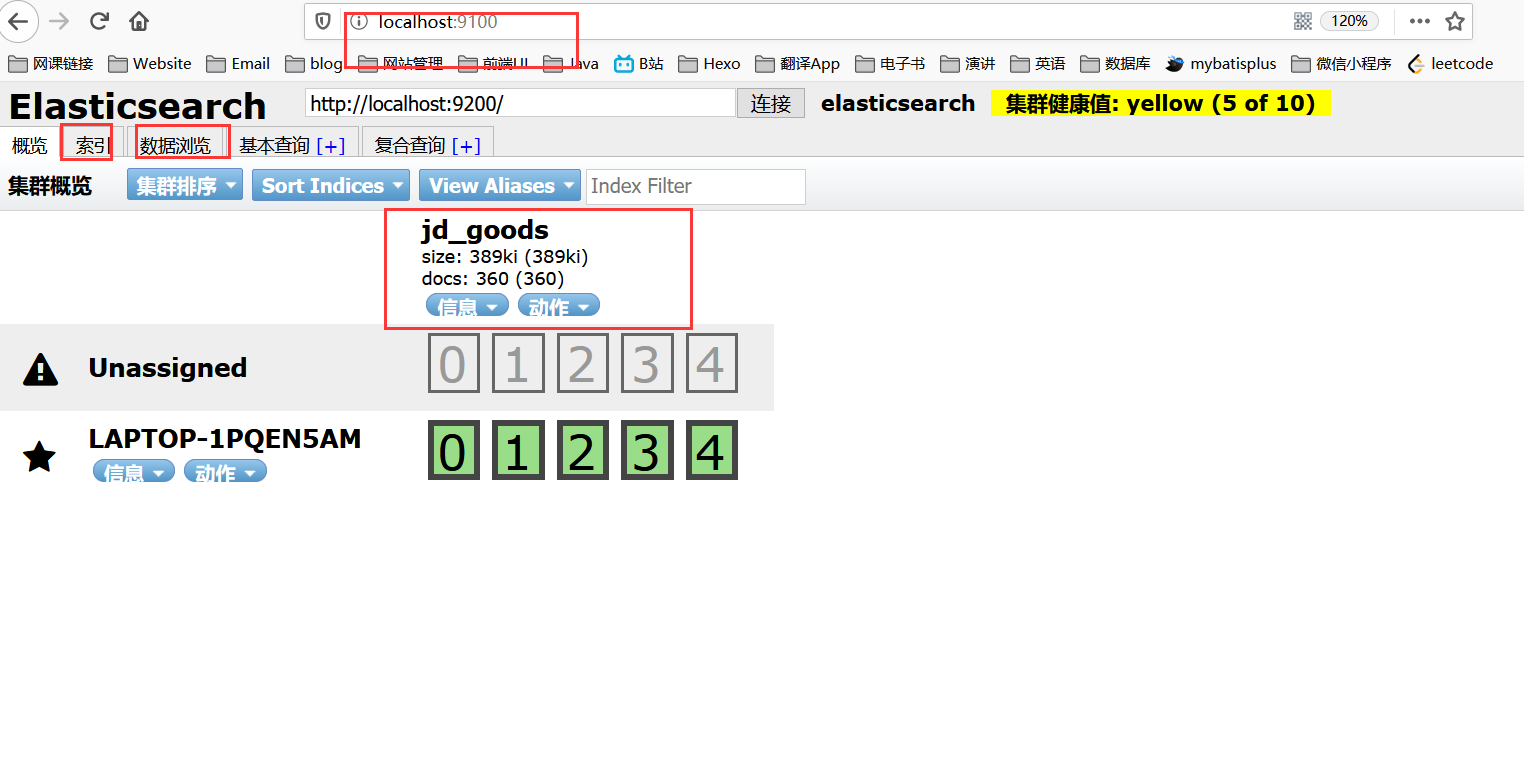 localhost:9100 120%
网课链接 Website Email blog 网站管理 前端UI Java B站 Hexo 翻译App 电子书 演讲 英语 数据库 mybatisplus 微信小程序 leetcode
Elasticsearch http://localhost:9200/ 连接 elasticsearch 集群健康值: yellow (5 of 10)
概览 索引 数据浏览 基本查询 [+] 复合查询 [+]
集群概览 集群排序 Sort Indices View Aliases Index Filter
jd_goods
size: 389ki (389ki)
docs: 360 (360)
信息 动作
Unassigned 0 1 2 3 4
LAPTOP-1PQEN5AM 0 1 2 3 4
信息 动作